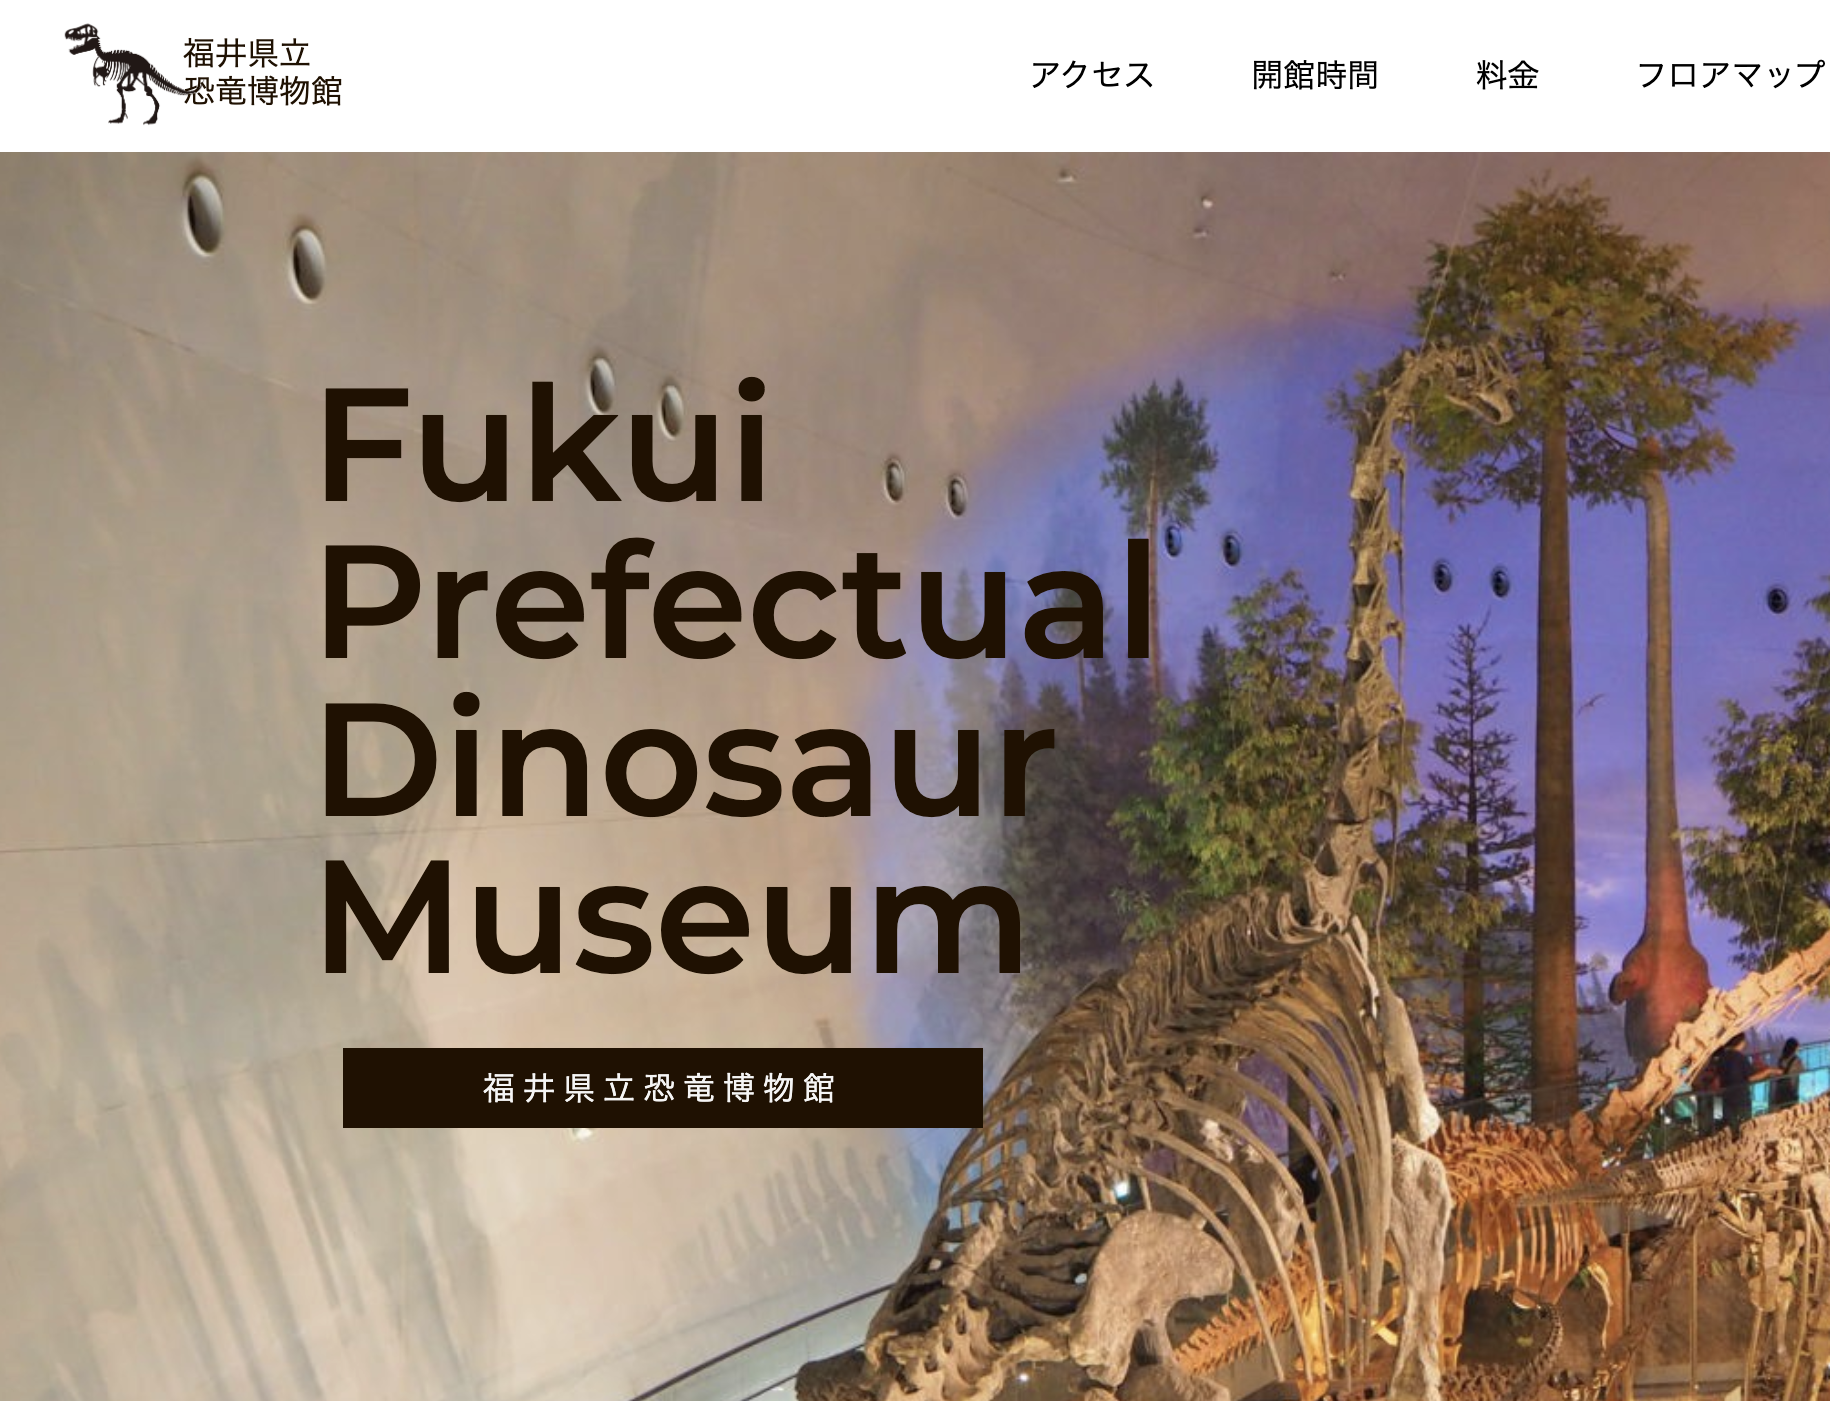 福井県立
恐竜博物館
アクセス
開館時間
料金
フロアマップ
Fukui
Prefectual
Dinosaur
Museum
福井県立恐竜博物館